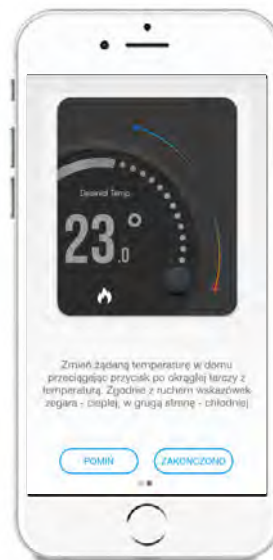 Desired Temp.
23.0°
Zmień żądaną temperaturę w domu
przeciągając przycisk po okrągłej tarczy z
temperaturą. Zgodnie z ruchem wskazówek
zegara - cieplej, w grugą stronę - chłodniej
POMIŃ ZAKOŃCZONO